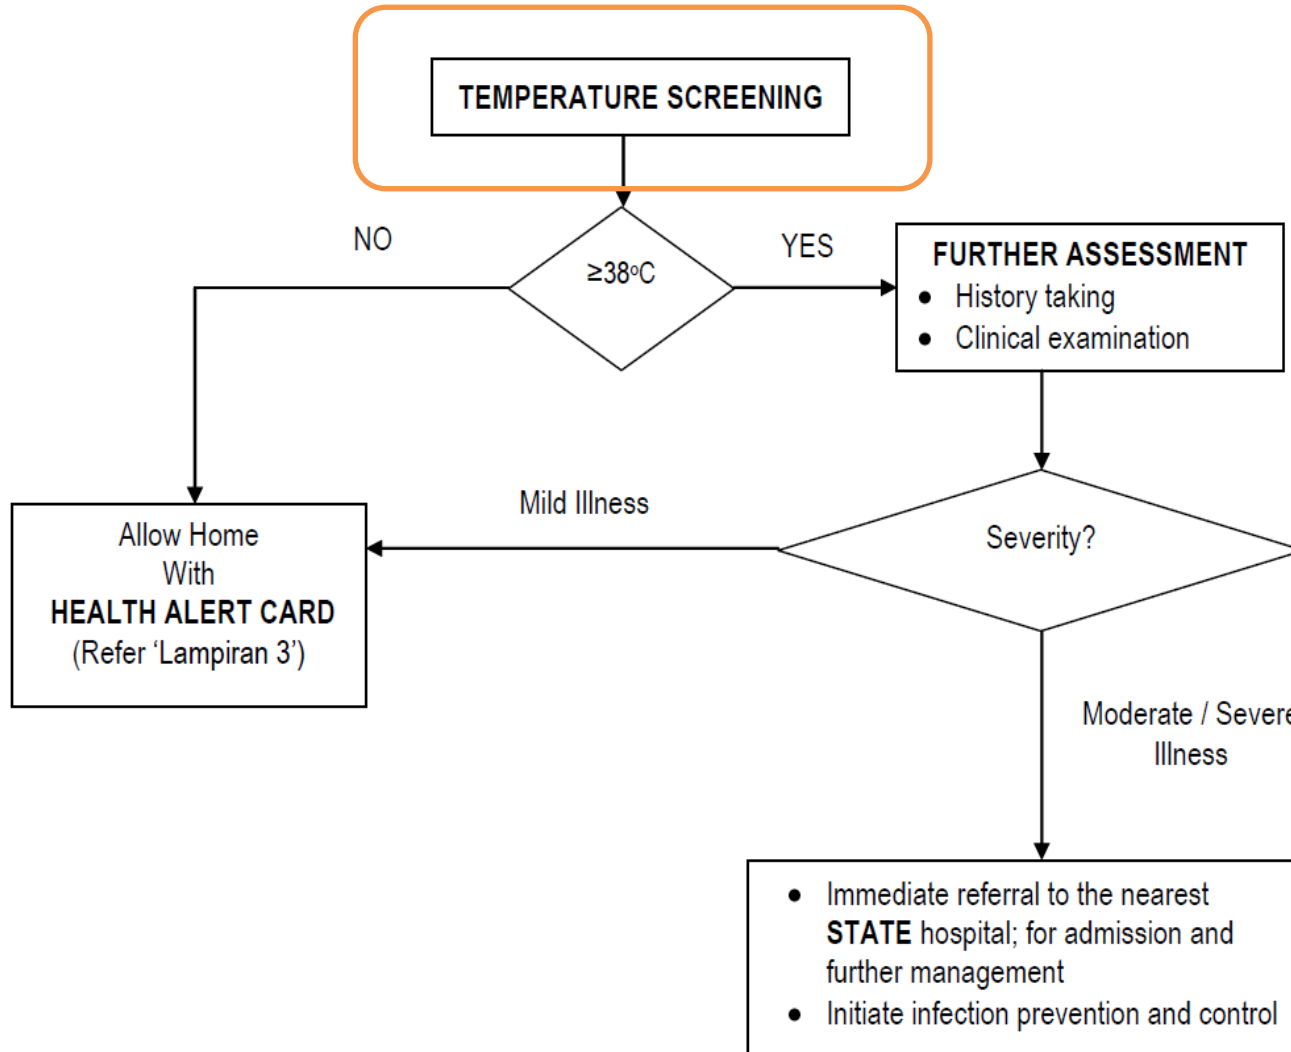 TEMPERATURE SCREENING
NO
≥38ºC
YES
FURTHER ASSESSMENT
• History taking
• Clinical examination
Mild Illness
Severity?
Allow Home
With
HEALTH ALERT CARD
(Refer ‘Lampiran 3’)
Moderate / Severe
Illness
• Immediate referral to the nearest
STATE hospital; for admission and
further management
• Initiate infection prevention and control